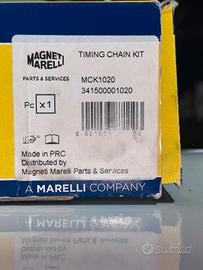 MAGNETI
MARELLI
TIMING CHAIN KIT
PARTS & SERVICES
MCK1020
341500001020
Pc x1
Made in PRC
Distributed by
Magneti Marelli Parts & Services
A MARELLI COMPANY
subito